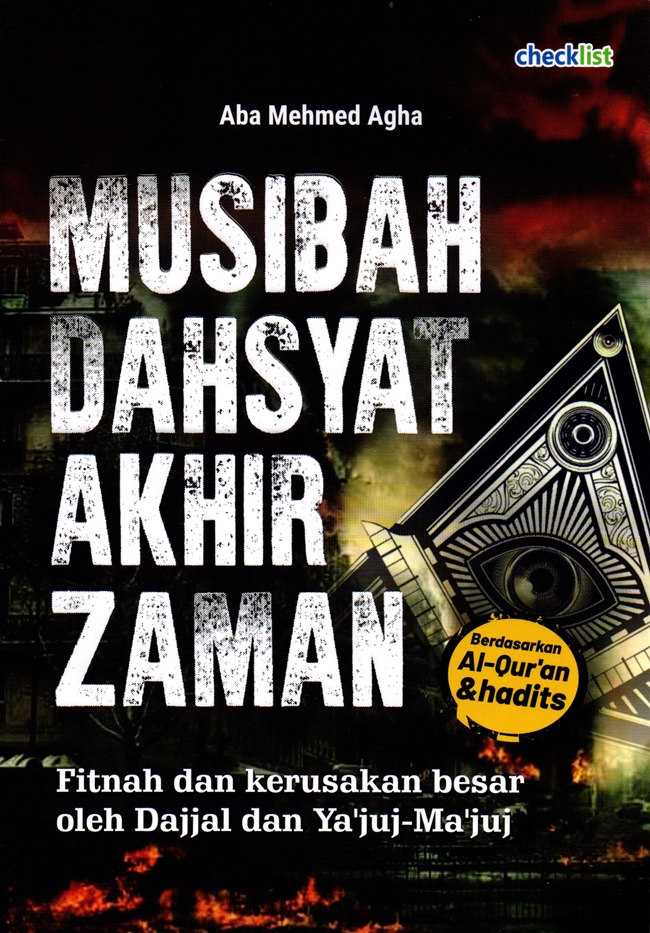 checklist
Aba Mehmed Agha
MUSIBAH
DAHSYAT
AKHIR
ZAMAN
Berdasarkan
Al-Qur'an
&hadits
Fitnah dan kerusakan besar
oleh Dajjal dan Ya'juj-Ma'juj